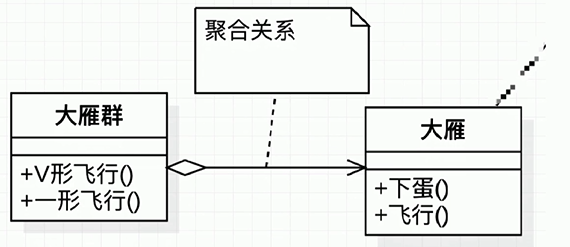 聚合关系
大雁群
+V形飞行()
+一形飞行()
大雁
+下蛋()
+飞行()